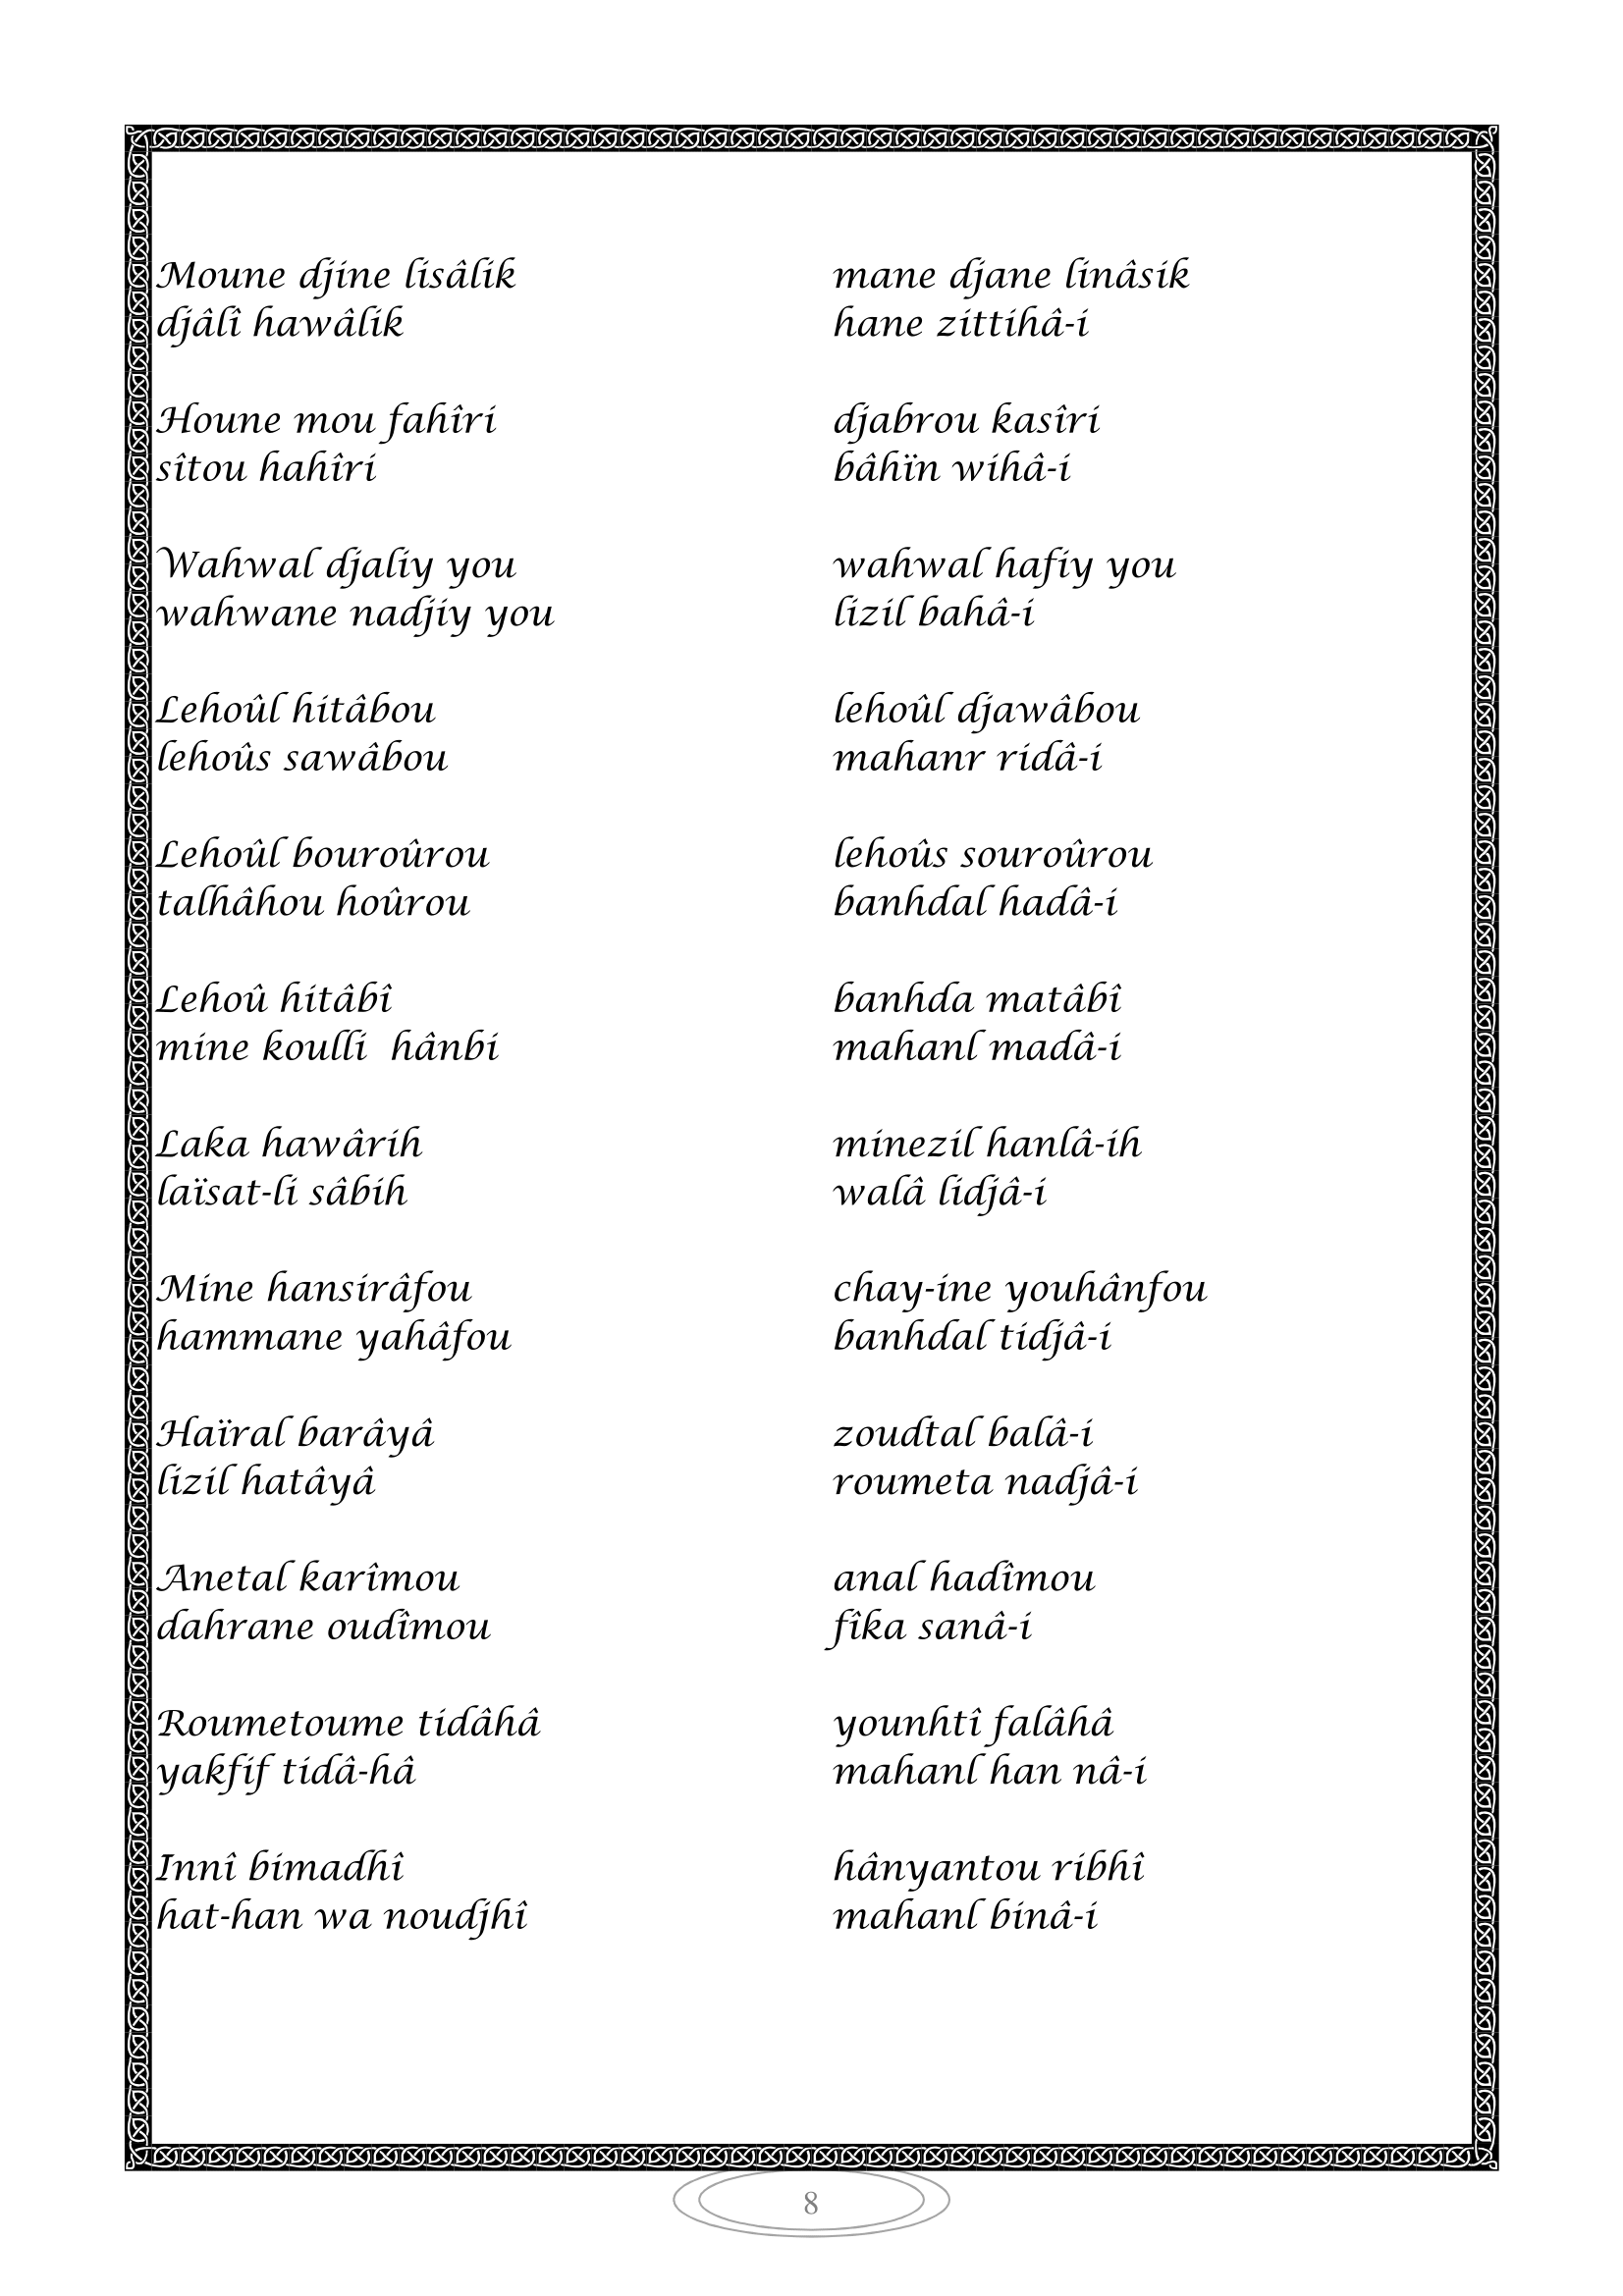 Moune djine lisâlik mane djane linâsik
djâlî hawâlik hane zittihâ-i
Houne mou fahîri djabrou kasîri
sîtou hahîri bâhïn wihâ-i
Wahwal djaliy you wahwal hafiy you
wahwane nadjiy you lizil bahâ-i
Lehoûl hitâbou lehoûl djawâbou
lehoûs sawâbou mahanr ridâ-i
Lehoûl bouroûrou lehoûs souroûrou
talhâhou hoûrou banhdal hadâ-i
Lehoû hitâbî banhda matâbî
mine koulli hânbi mahanl madâ-i
Laka hawârih minezil hanlâ-ih
laïsat-li sâbih walâ lidjâ-i
Mine hansirâfou chay-ine youhânfou
hammane yahâfou banhdal tidjâ-i
Haïral barâyâ zoudtal balâ-i
lizil hatâyâ roumeta nadjâ-i
Anetal karîmou anal hadîmou
dahrane oudîmou fîka sanâ-i
Roumetoume tidâhâ younhtî falâhâ
yakfif tidâ-hâ mahanl han nâ-i
Innî bimadhî hânyantou ribhî
hat-han wa noudjhî mahanl binâ-i
8